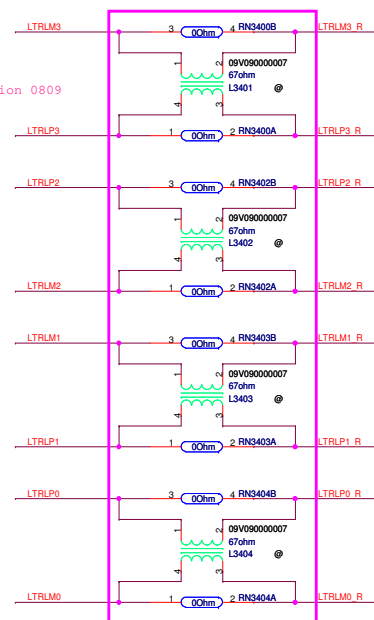 LTRLM3 3 0Ohm 4 RN3400B LTRLM3_R
1 2 09V090000007
67ohm
ion 0809
4 3 L3401 @
LTRLP3 1 0Ohm 2 RN3400A LTRLP3_R
LTRLP2 3 0Ohm 4 RN3402B LTRLP2_R
1 2 09V090000007
67ohm
4 3 L3402 @
LTRLM2 1 0Ohm 2 RN3402A LTRLM2_R
LTRLM1 3 0Ohm 4 RN3403B LTRLM1_R
1 2 09V090000007
67ohm
4 3 L3403 @
LTRLP1 1 0Ohm 2 RN3403A LTRLP1_R
LTRLP0 3 0Ohm 4 RN3404B LTRLP0_R
1 2 09V090000007
67ohm
4 3 L3404 @
LTRLM0 1 0Ohm 2 RN3404A LTRLM0_R